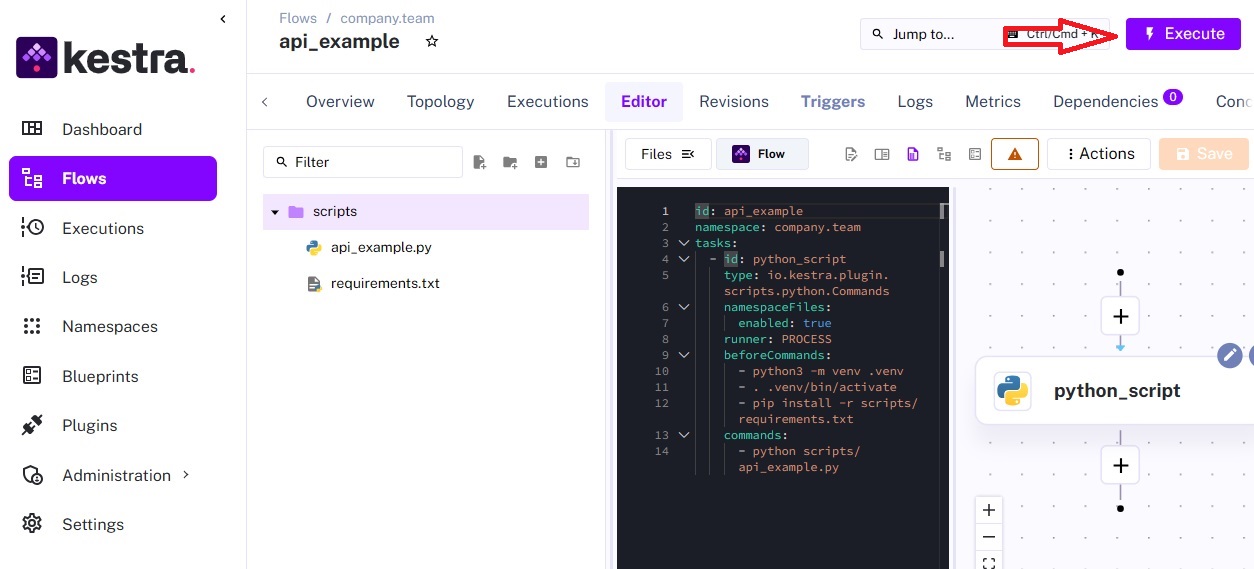 kestra.
Dashboard
Flows
Executions
Logs
Namespaces
Blueprints
Plugins
Administration
Settings
Flows / company.team
api_example
Jump to...
Ctrl/Cmd + K
Execute
Overview
Topology
Executions
Editor
Revisions
Triggers
Logs
Metrics
Dependencies 0
Conc
Filter
scripts
api_example.py
requirements.txt
Files
Flow
Actions
Save
1 id: api_example
2 namespace: company.team
3 tasks:
4 - id: python_script
5 type: io.kestra.plugin.
scripts.python.Commands
6 namespaceFiles:
7 enabled: true
8 runner: PROCESS
9 beforeCommands:
10 - python3 -m venv .venv
11 - . .venv/bin/activate
12 - pip install -r scripts/
requirements.txt
13 commands:
14 - python scripts/
api_example.py
python_script